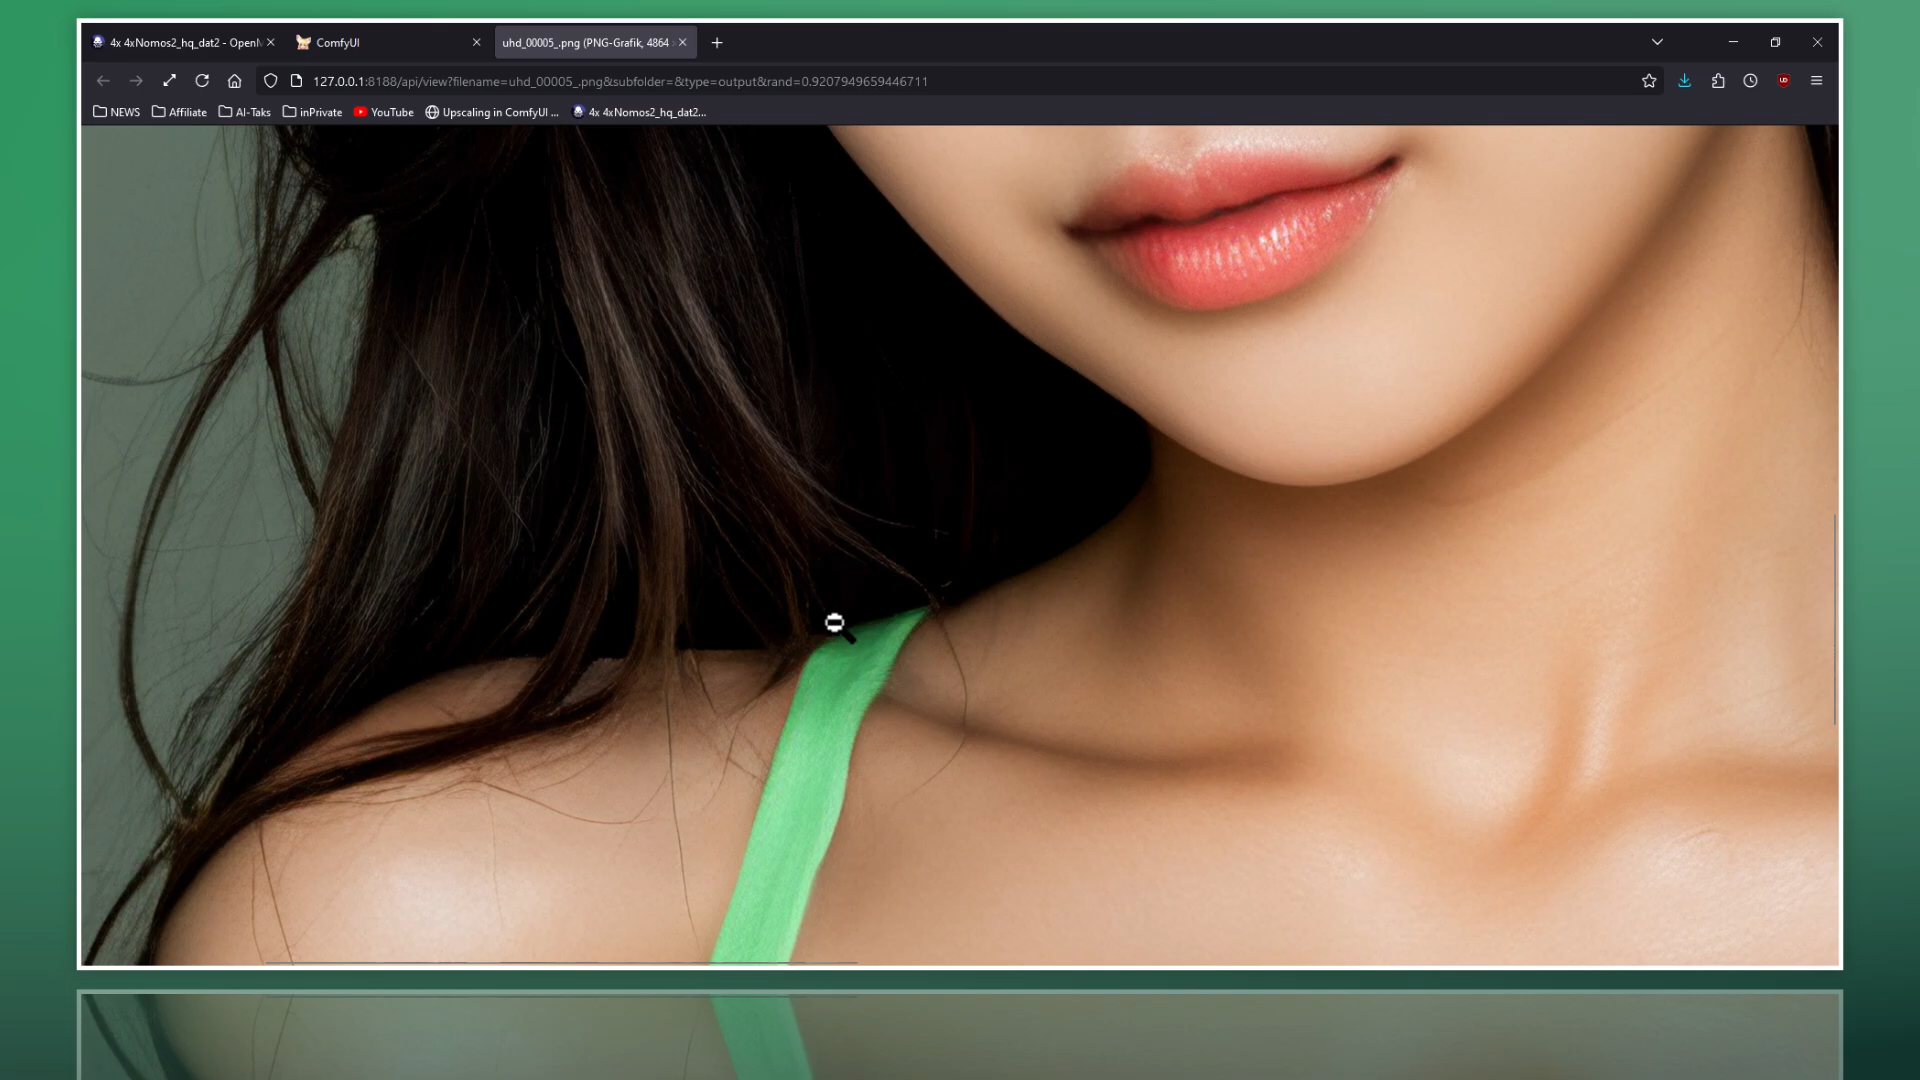 4x 4xNomos2_hq_dat2 - OpenM
ComfyUI
uhd_00005_.png (PNG-Grafik, 4864
127.0.0.1:8188/api/view?filename=uhd_00005_.png&subfolder=&type=output&rand=0.9207949659446711
NEWS
Affiliate
AI-Taks
inPrivate
YouTube
Upscaling in ComfyUI ...
4x 4xNomos2_hq_dat2...